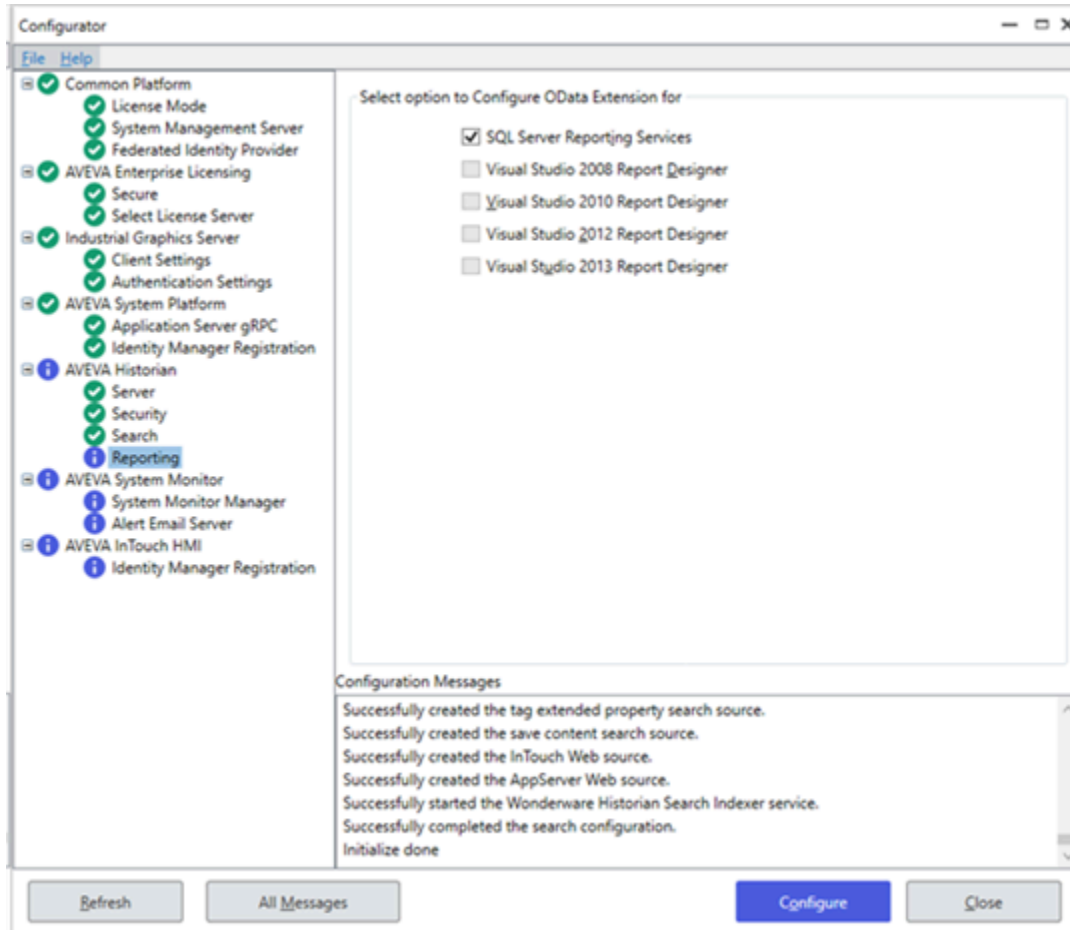 Configurator
File Help
Common Platform
License Mode
System Management Server
Federated Identity Provider
AVEVA Enterprise Licensing
Secure
Select License Server
Industrial Graphics Server
Client Settings
Authentication Settings
AVEVA System Platform
Application Server gRPC
Identity Manager Registration
AVEVA Historian
Server
Security
Search
Reporting
AVEVA System Monitor
System Monitor Manager
Alert Email Server
AVEVA InTouch HMI
Identity Manager Registration
Select option to Configure OData Extension for
SQL Server Reporting Services
Visual Studio 2008 Report Designer
Visual Studio 2010 Report Designer
Visual Studio 2012 Report Designer
Visual Studio 2013 Report Designer
Configuration Messages
Successfully created the tag extended property search source.
Successfully created the save content search source.
Successfully created the InTouch Web source.
Successfully created the AppServer Web source.
Successfully started the Wonderware Historian Search Indexer service.
Successfully completed the search configuration.
Initialize done
Refresh All Messages Configure Close